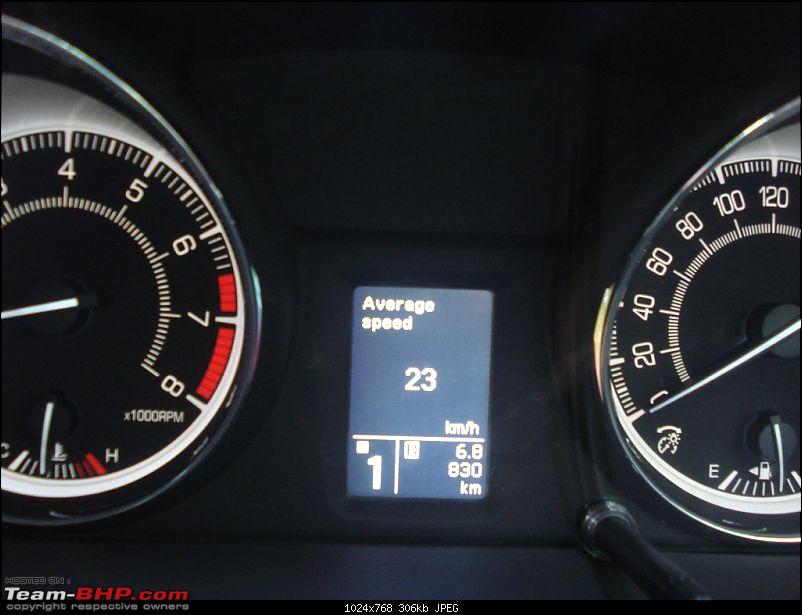 4
5
6
7
8
x1000RPM
C
H
Average
speed
23
km/h
1
B 6.8
830
km
20
40
60
80
100
120
E
HOSTED ON :
Team-BHP.com
copyright respective owners
1024x768 306kb JPEG